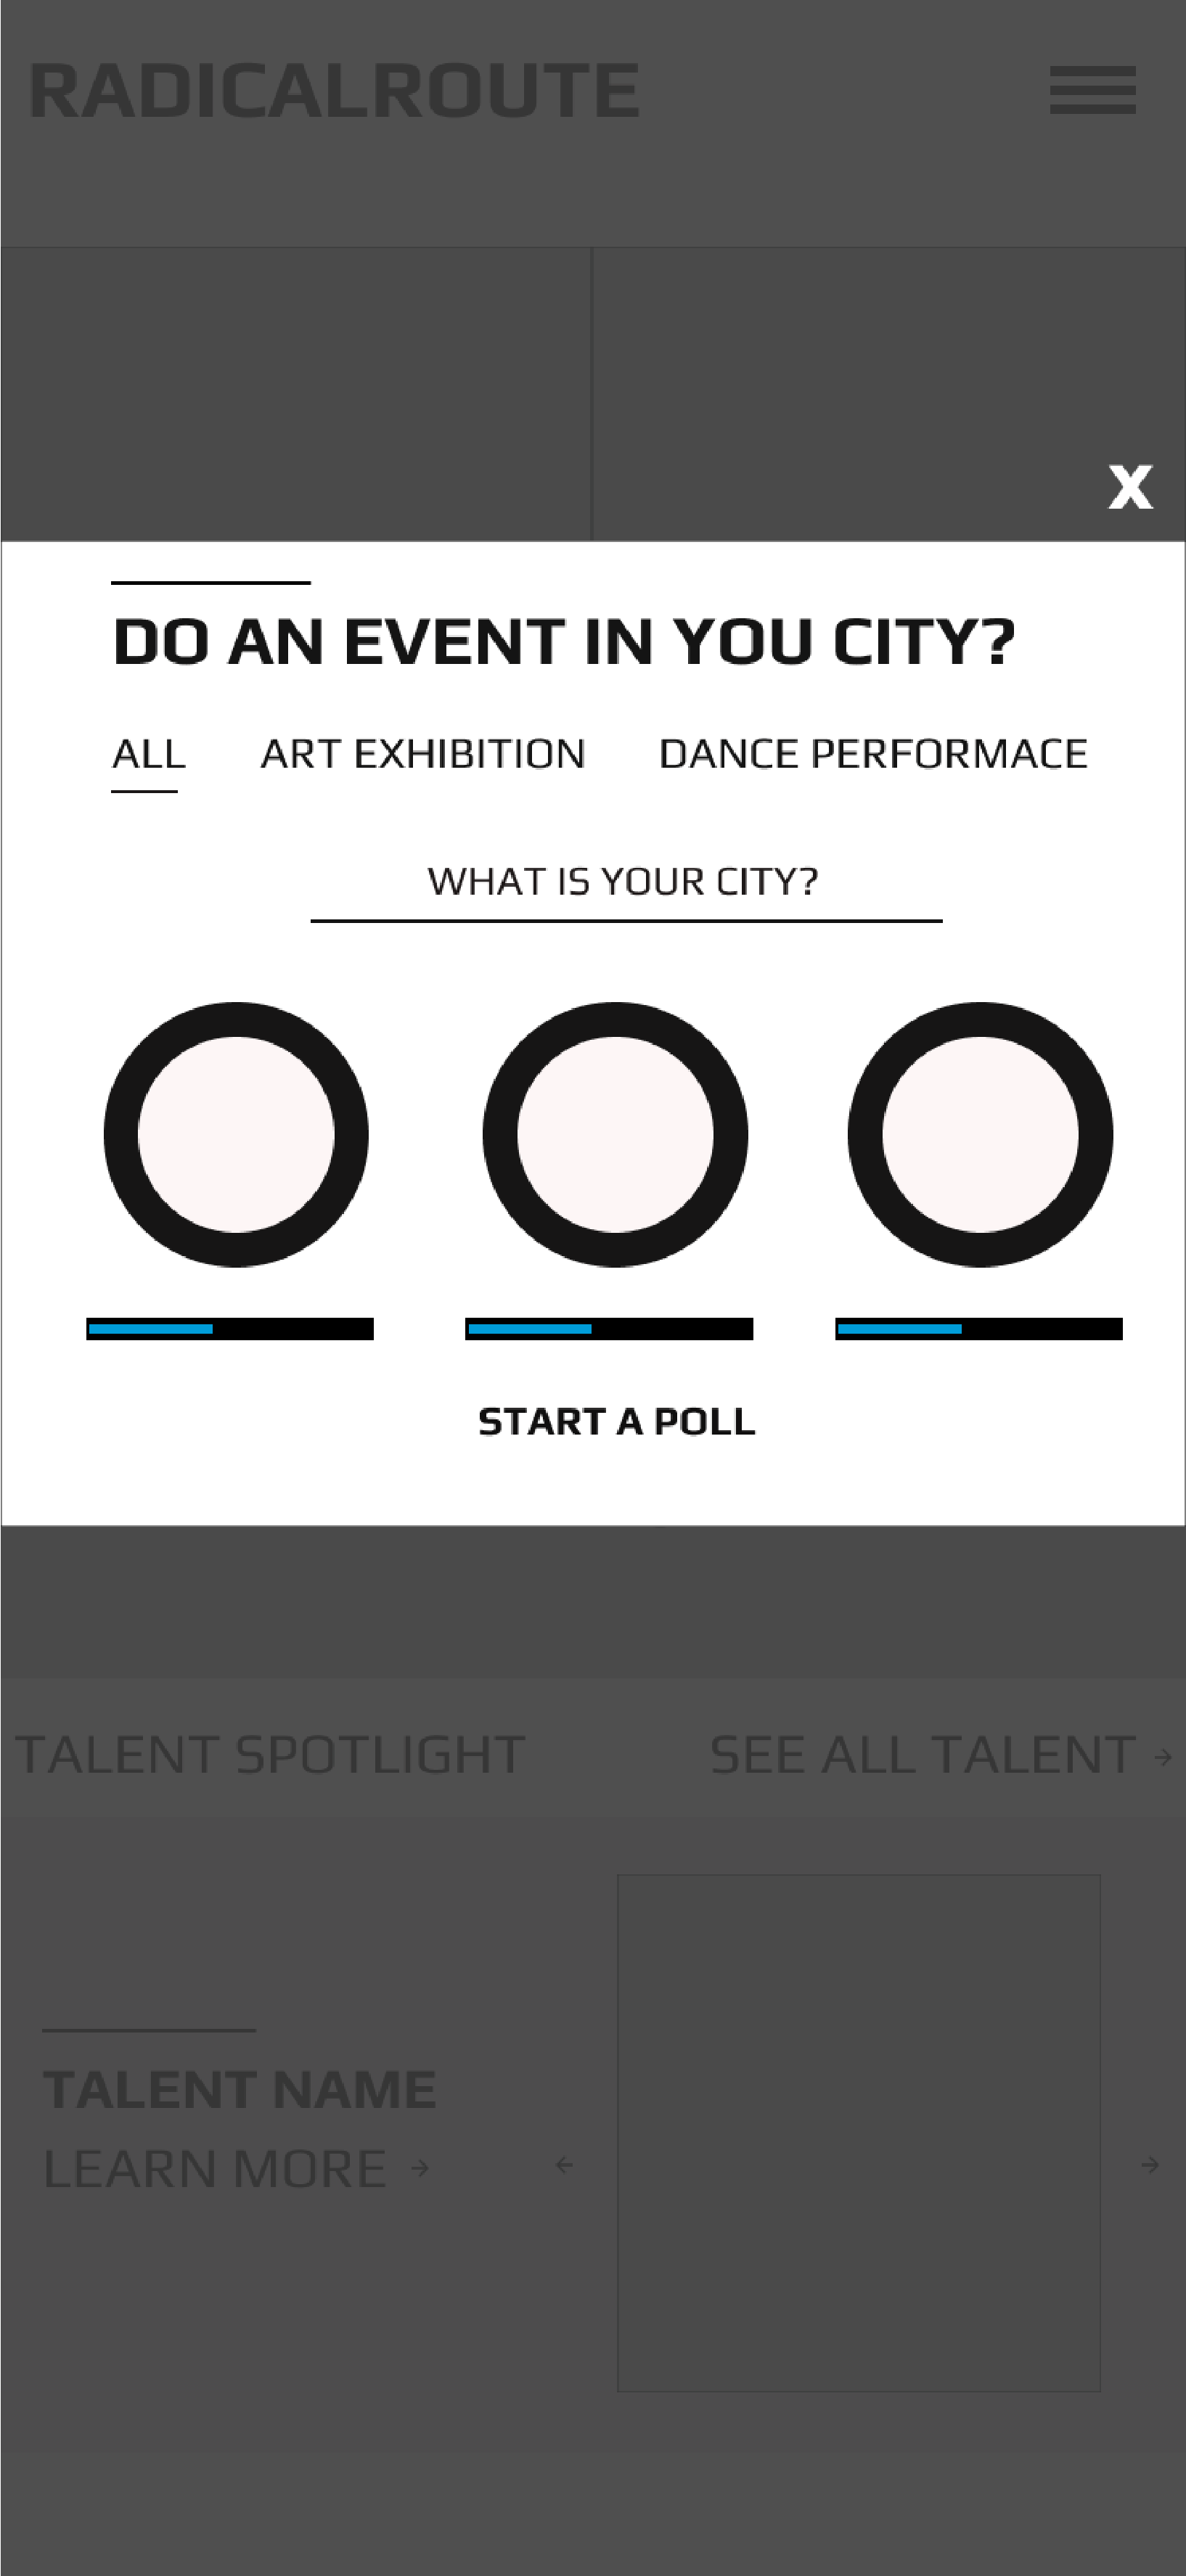 RADICALROUTE
X
DO AN EVENT IN YOU CITY?
ALL ART EXHIBITION DANCE PERFORMACE
WHAT IS YOUR CITY?
START A POLL
TALENT SPOTLIGHT SEE ALL TALENT →
TALENT NAME
LEARN MORE → ← →